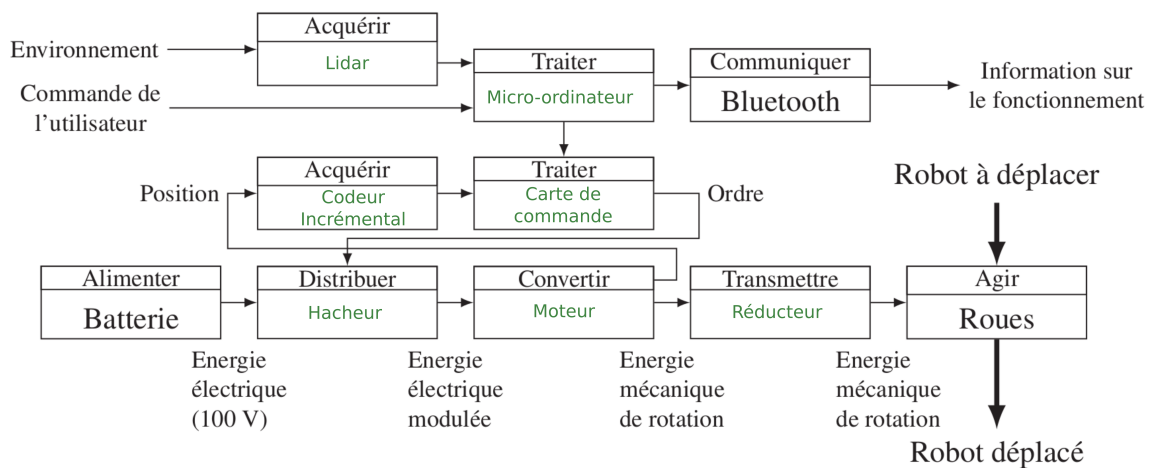 Acquérir
Lidar
Environnement
Traiter
Micro-ordinateur
Communiquer
Bluetooth
Information sur
le fonctionnement
Commande de
l'utilisateur
Acquérir
Codeur
Incrémental
Position
Traiter
Carte de
commande
Ordre
Robot à déplacer
Alimenter
Batterie
Distribuer
Hacheur
Convertir
Moteur
Transmettre
Réducteur
Agir
Roues
Energie
électrique
(100 V)
Energie
électrique
modulée
Energie
mécanique
de rotation
Energie
mécanique
de rotation
Robot déplacé